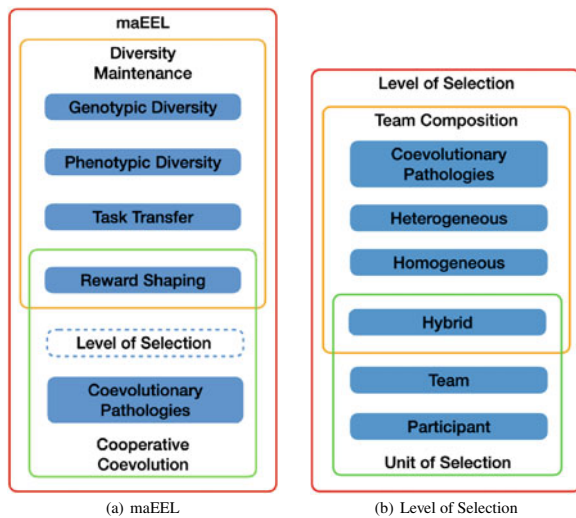 maEEL
Diversity
Maintenance
Genotypic Diversity
Phenotypic Diversity
Task Transfer
Reward Shaping
Level of Selection
Coevolutionary
Pathologies
Cooperative
Coevolution
(a) maEEL
Level of Selection
Team Composition
Coevolutionary
Pathologies
Heterogeneous
Homogeneous
Hybrid
Team
Participant
Unit of Selection
(b) Level of Selection